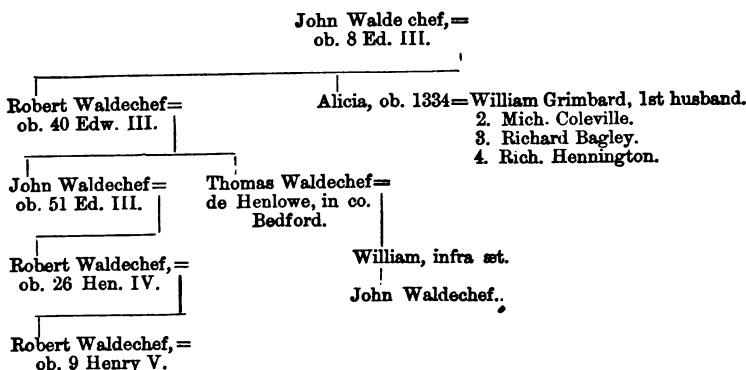 John Walde chef,=
ob. 8 Ed. III.
Robert Waldechef=
ob. 40 Edw. III.
Alicia, ob. 1334=William Grimbard, 1st husband.
2. Mich. Coleville.
3. Richard Bagley.
4. Rich. Hennington.
John Waldechef=
ob. 51 Ed. III.
Thomas Waldechef=
de Henlowe, in co.
Bedford.
Robert Waldechef,=
ob. 26 Hen. IV.
William, infra æt.
John Waldechef..
Robert Waldechef,=
ob. 9 Henry V.